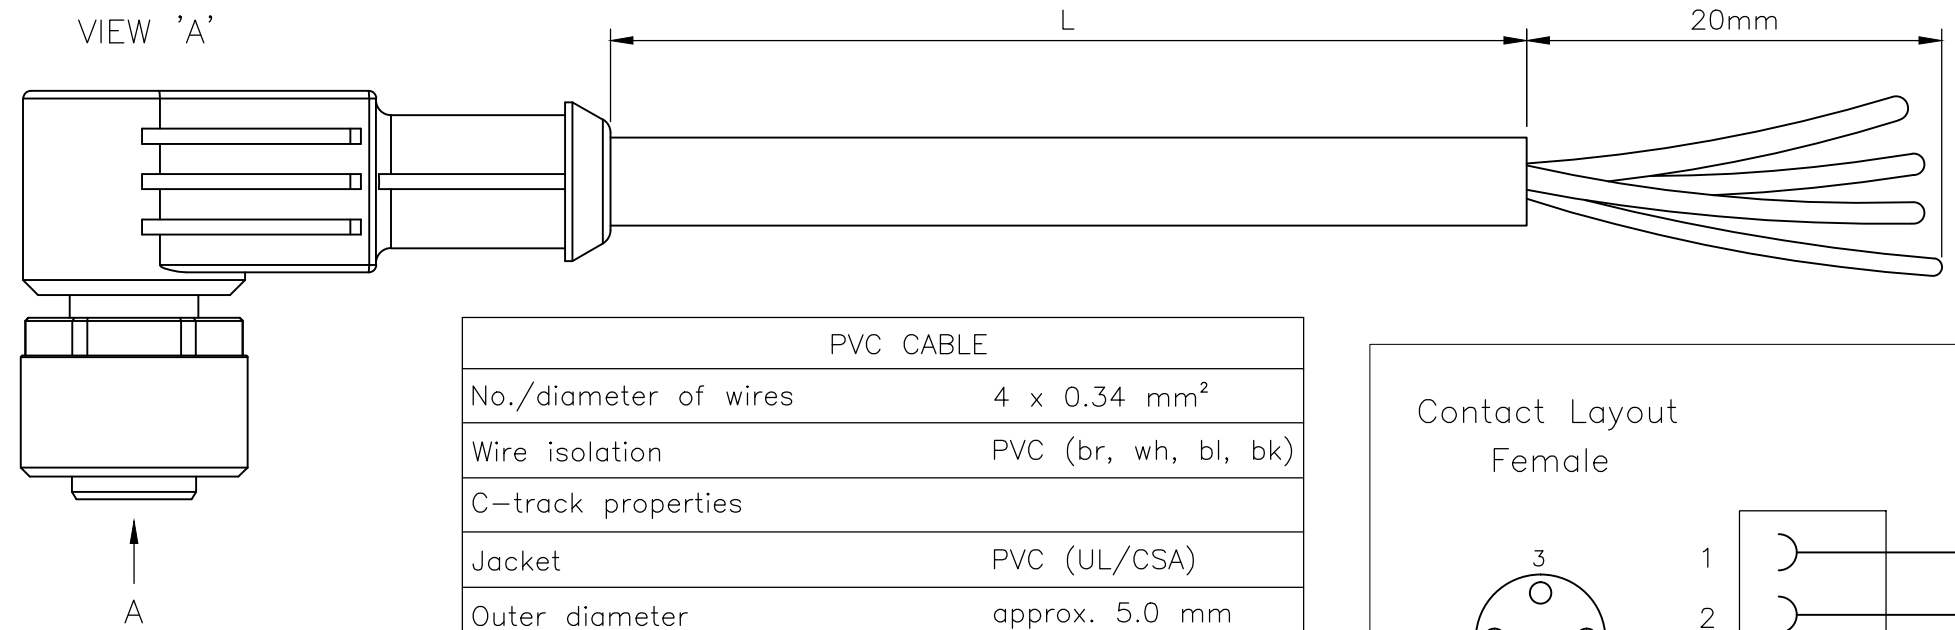 VIEW 'A'
L
20mm
PVC CABLE
No./diameter of wires 4 x 0.34 mm²
Wire isolation PVC (br, wh, bl, bk)
C-track properties
Jacket PVC (UL/CSA)
Outer diameter approx. 5.0 mm
A
Contact Layout
Female
3
1
2